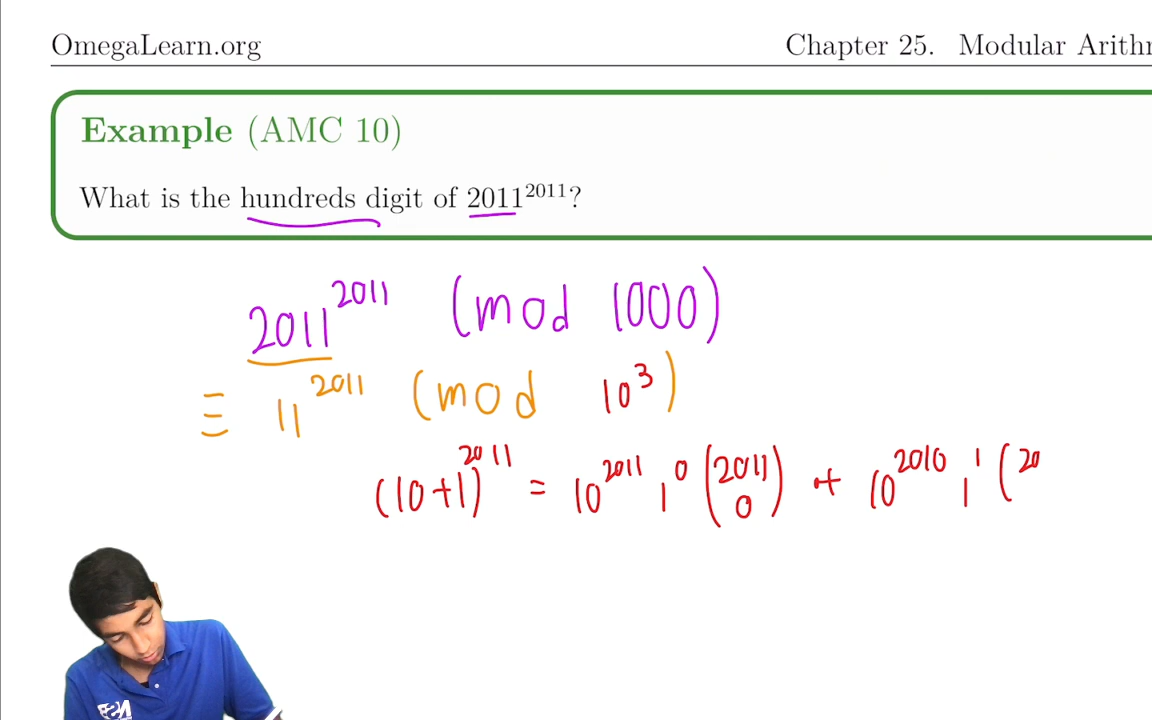 OmegaLearn.org Chapter 25. Modular Arith
Example (AMC 10)
What is the hundreds digit of 2011^2011?
2011^2011 (mod 1000)
≡ 11^2011 (mod 10^3)
(10+1)^2011 = 10^2011 1^0 (2011 0) + 10^2010 1^1 (20